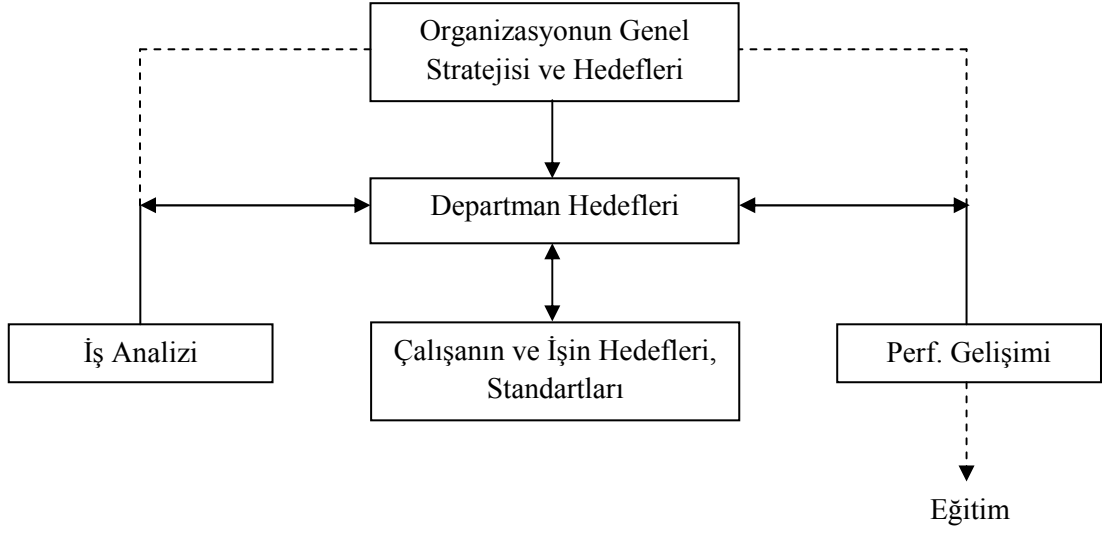 Organizasyonun Genel
Stratejisi ve Hedefleri
Departman Hedefleri
İş Analizi
Çalışanın ve İşin Hedefleri,
Standartları
Perf. Gelişimi
Eğitim